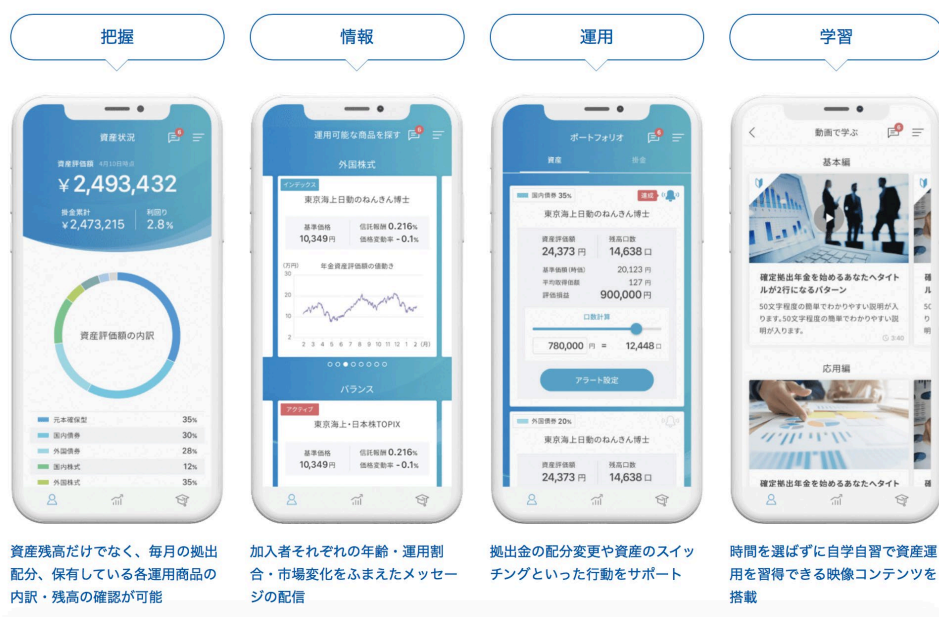 把握
情報
運用
学習
資産状況
6
資産評価額 4月10日時点
¥2,493,432
掛金累計
利回り
¥2,473,215
2.8%
資産評価額の内訳
元本確保型 35%
国内債券 30%
外国債券 28%
国内株式 12%
外国株式 35%
資産残高だけでなく、毎月の拠出
配分、保有している各運用商品の
内訳・残高の確認が可能
運用可能な商品を探す
6
外国株式
インデックス
東京海上日動のねんきん博士
基準価格
10,349円
信託報酬 0.216%
価格変動率 - 0.1%
(万円)
年金資産評価額の値動き
30
20
10
2
2 3 4 5 6 7 8 9 10 11 12 1 2 (月)
バランス
アクティブ
東京海上・日本株TOPIX
基準価格
10,349円
信託報酬 0.216%
価格変動率 - 0.1%
加入者それぞれの年齢・運用割
合・市場変化をふまえたメッセー
ジの配信
ポートフォリオ
6
資産
掛金
国内債券 35%
達成
東京海上日動のねんきん博士
資産評価額
24,373 円
残高口数
14,638 口
基準価額(時価) 20,123 円
平均取得価額 127 円
評価損益 900,000 円
口数計算
780,000 円 = 12,448 口
アラート設定
外国債券 20%
東京海上日動のねんきん博士
資産評価額
24,373 円
残高口数
14,638 口
拠出金の配分変更や資産のスイッ
チングといった行動をサポート
動画で学ぶ
6
基本編
確定拠出年金を始めるあなたへタイト
ルが2行になるパターン
50文字程度の簡単でわかりやすい説明が入
ります。50文字程度の簡単でわかりやすい説
明が入ります。
3:40
応用編
確定拠出年金を始めるあなたへタイト
時間を選ばずに自学自習で資産運
用を習得できる映像コンテンツを
搭載